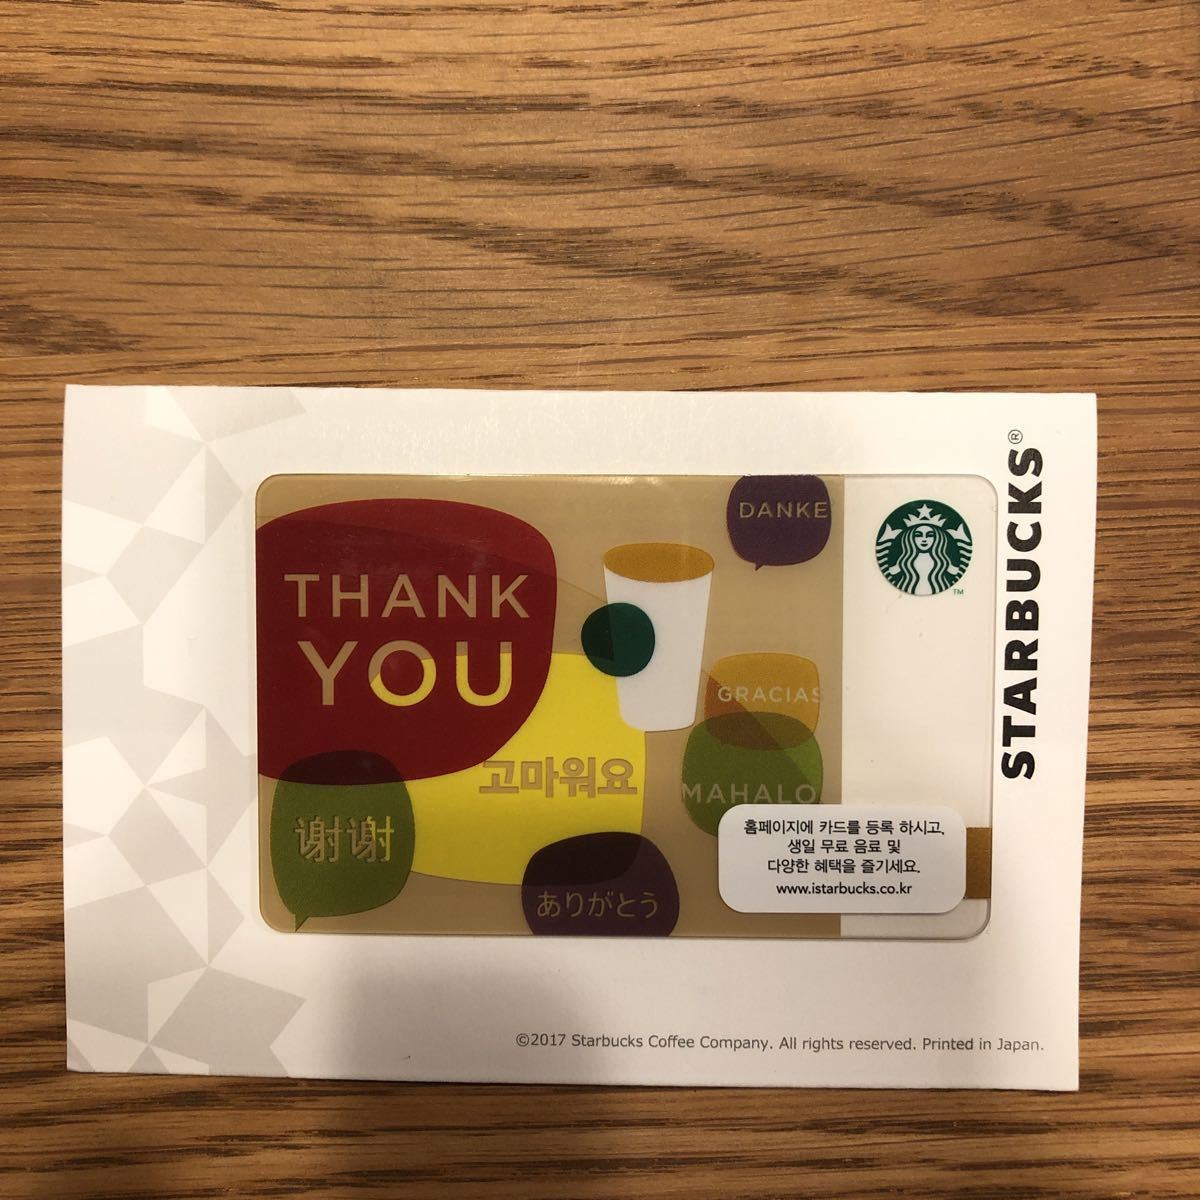 STARBUCKS®
DANKE
THANK
YOU
GRACIAS
고마워요
MAHALO
谢谢
ありがとう
홈페이지에 카드를 등록 하시고,
생일 무료 음료 및
다양한 혜택을 즐기세요.
www.istarbucks.co.kr
TM
©2017 Starbucks Coffee Company. All rights reserved. Printed in Japan.